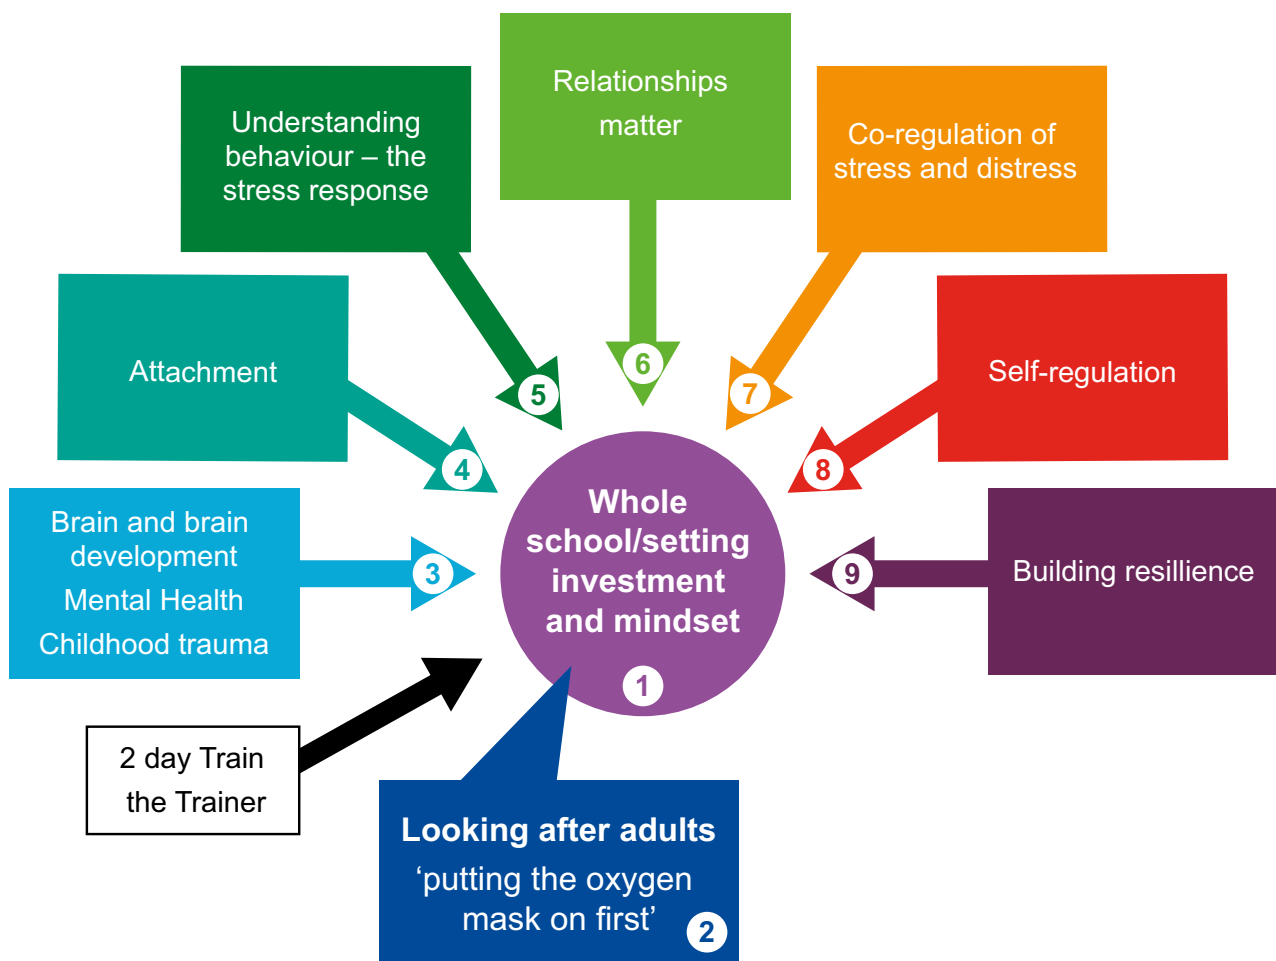 Relationships
matter
6
Understanding
behaviour – the
stress response
5
Co-regulation of
stress and distress
7
Attachment
4
Self-regulation
8
Brain and brain
development
Mental Health
Childhood trauma
3
Building resillience
9
Whole
school/setting
investment
and mindset
1
2 day Train
the Trainer
Looking after adults
‘putting the oxygen
mask on first’
2